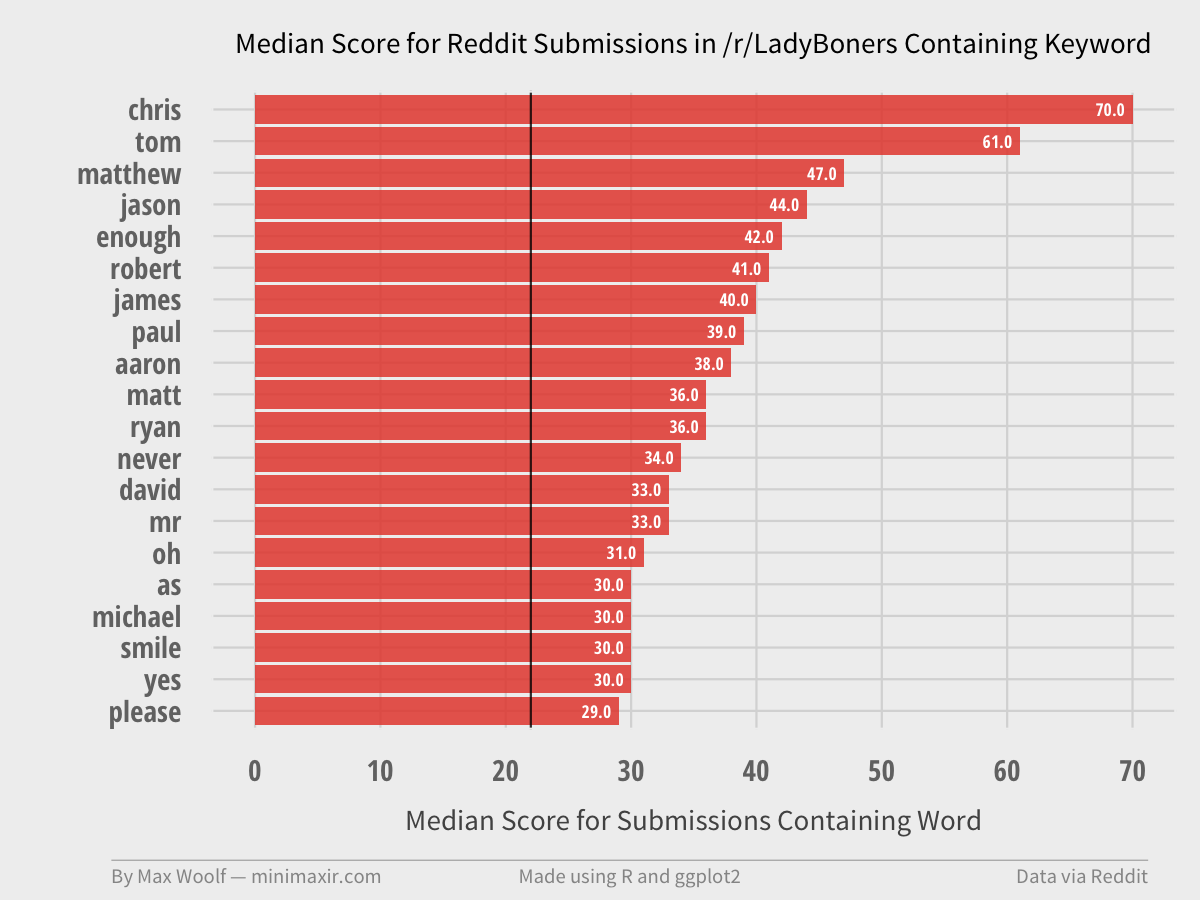 Median Score for Reddit Submissions in /r/LadyBoners Containing Keyword
chris 70.0
tom 61.0
matthew 47.0
jason 44.0
enough 42.0
robert 41.0
james 40.0
paul 39.0
aaron 38.0
matt 36.0
ryan 36.0
never 34.0
david 33.0
mr 33.0
oh 31.0
as 30.0
michael 30.0
smile 30.0
yes 30.0
please 29.0
0 10 20 30 40 50 60 70
Median Score for Submissions Containing Word
By Max Woolf — minimaxir.com Made using R and ggplot2 Data via Reddit